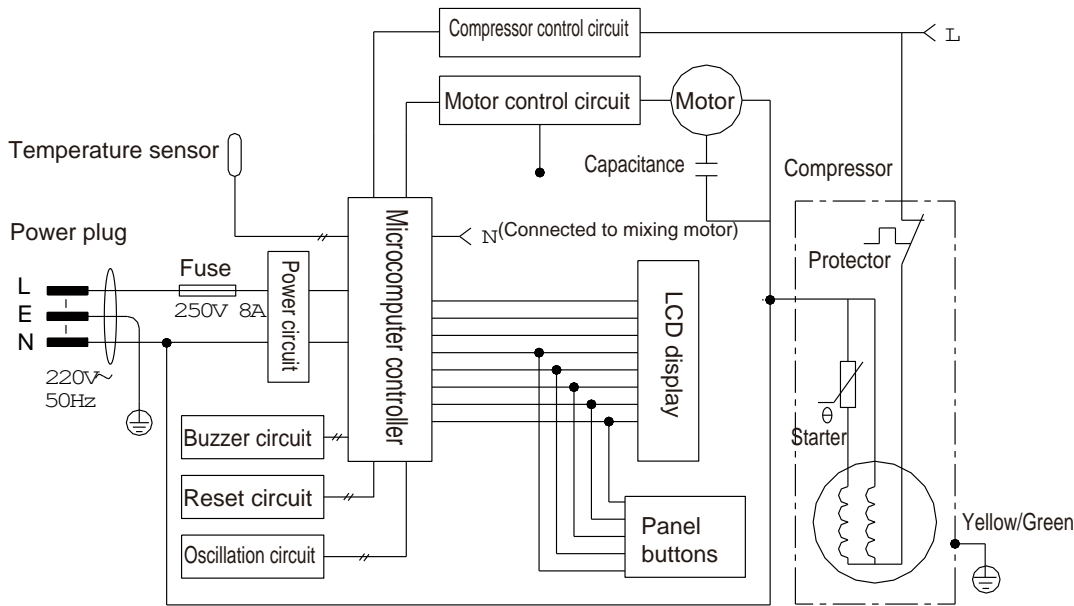 Compressor control circuit
L
Motor control circuit
Motor
Temperature sensor
Capacitance
Compressor
Microcomputer controller
N(Connected to mixing motor)
Power plug
Protector
Fuse
L
250V 8A
Power circuit
LCD display
E
N
220V~
50Hz
Starter
θ
Buzzer circuit
Reset circuit
Panel
buttons
Yellow/Green
Oscillation circuit